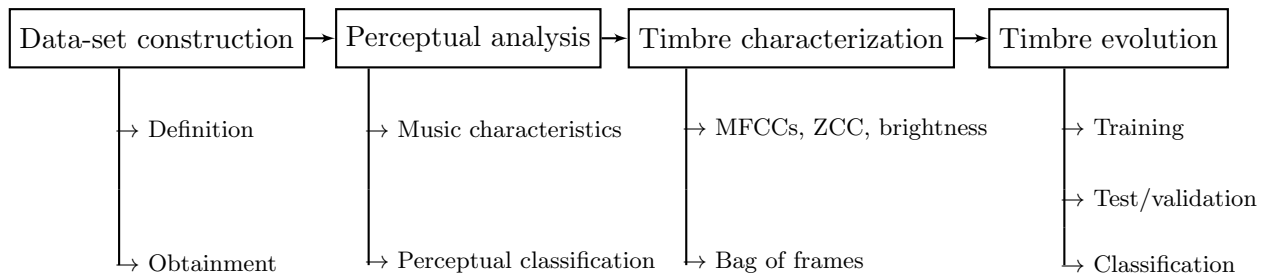 Data-set construction
Perceptual analysis
Timbre characterization
Timbre evolution
Definition
Obtainment
Music characteristics
Perceptual classification
MFCCs, ZCC, brightness
Bag of frames
Training
Test/validation
Classification